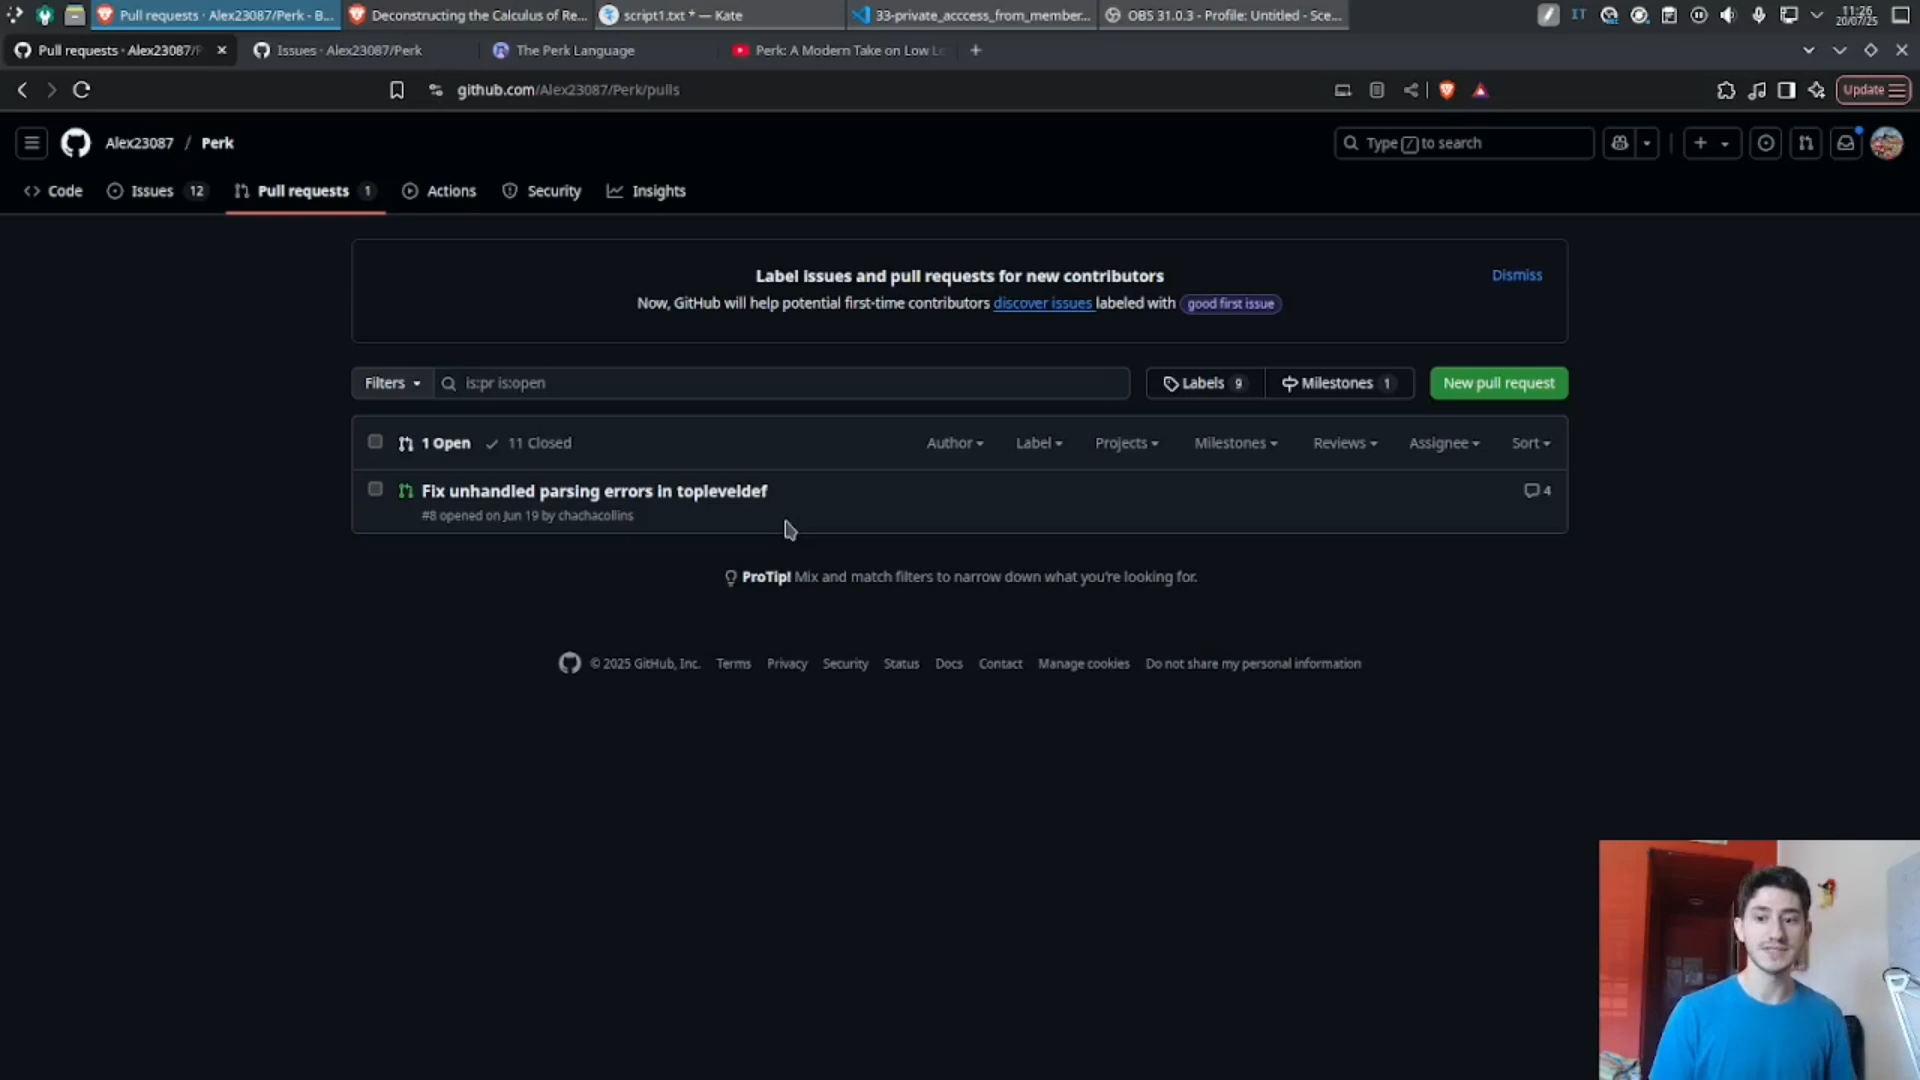 Pull requests · Alex23087/Perk - B...
Deconstructing the Calculus of Re...
script1.txt * — Kate
33-private_acccess_from_member...
OBS 31.0.3 - Profile: Untitled - Sce...
IT
11:26
20/07/25
Pull requests · Alex23087/P
Issues · Alex23087/Perk
The Perk Language
Perk: A Modern Take on Low Le
github.com/Alex23087/Perk/pulls
Update
Alex23087 / Perk
Type / to search
Code
Issues 12
Pull requests 1
Actions
Security
Insights
Label issues and pull requests for new contributors
Dismiss
Now, GitHub will help potential first-time contributors discover issues labeled with good first issue
Filters
is:pr is:open
Labels 9
Milestones 1
New pull request
1 Open
11 Closed
Author
Label
Projects
Milestones
Reviews
Assignee
Sort
Fix unhandled parsing errors in topleveldef
4
#8 opened on Jun 19 by chachacollins
ProTip! Mix and match filters to narrow down what you're looking for.
© 2025 GitHub, Inc.
Terms
Privacy
Security
Status
Docs
Contact
Manage cookies
Do not share my personal information